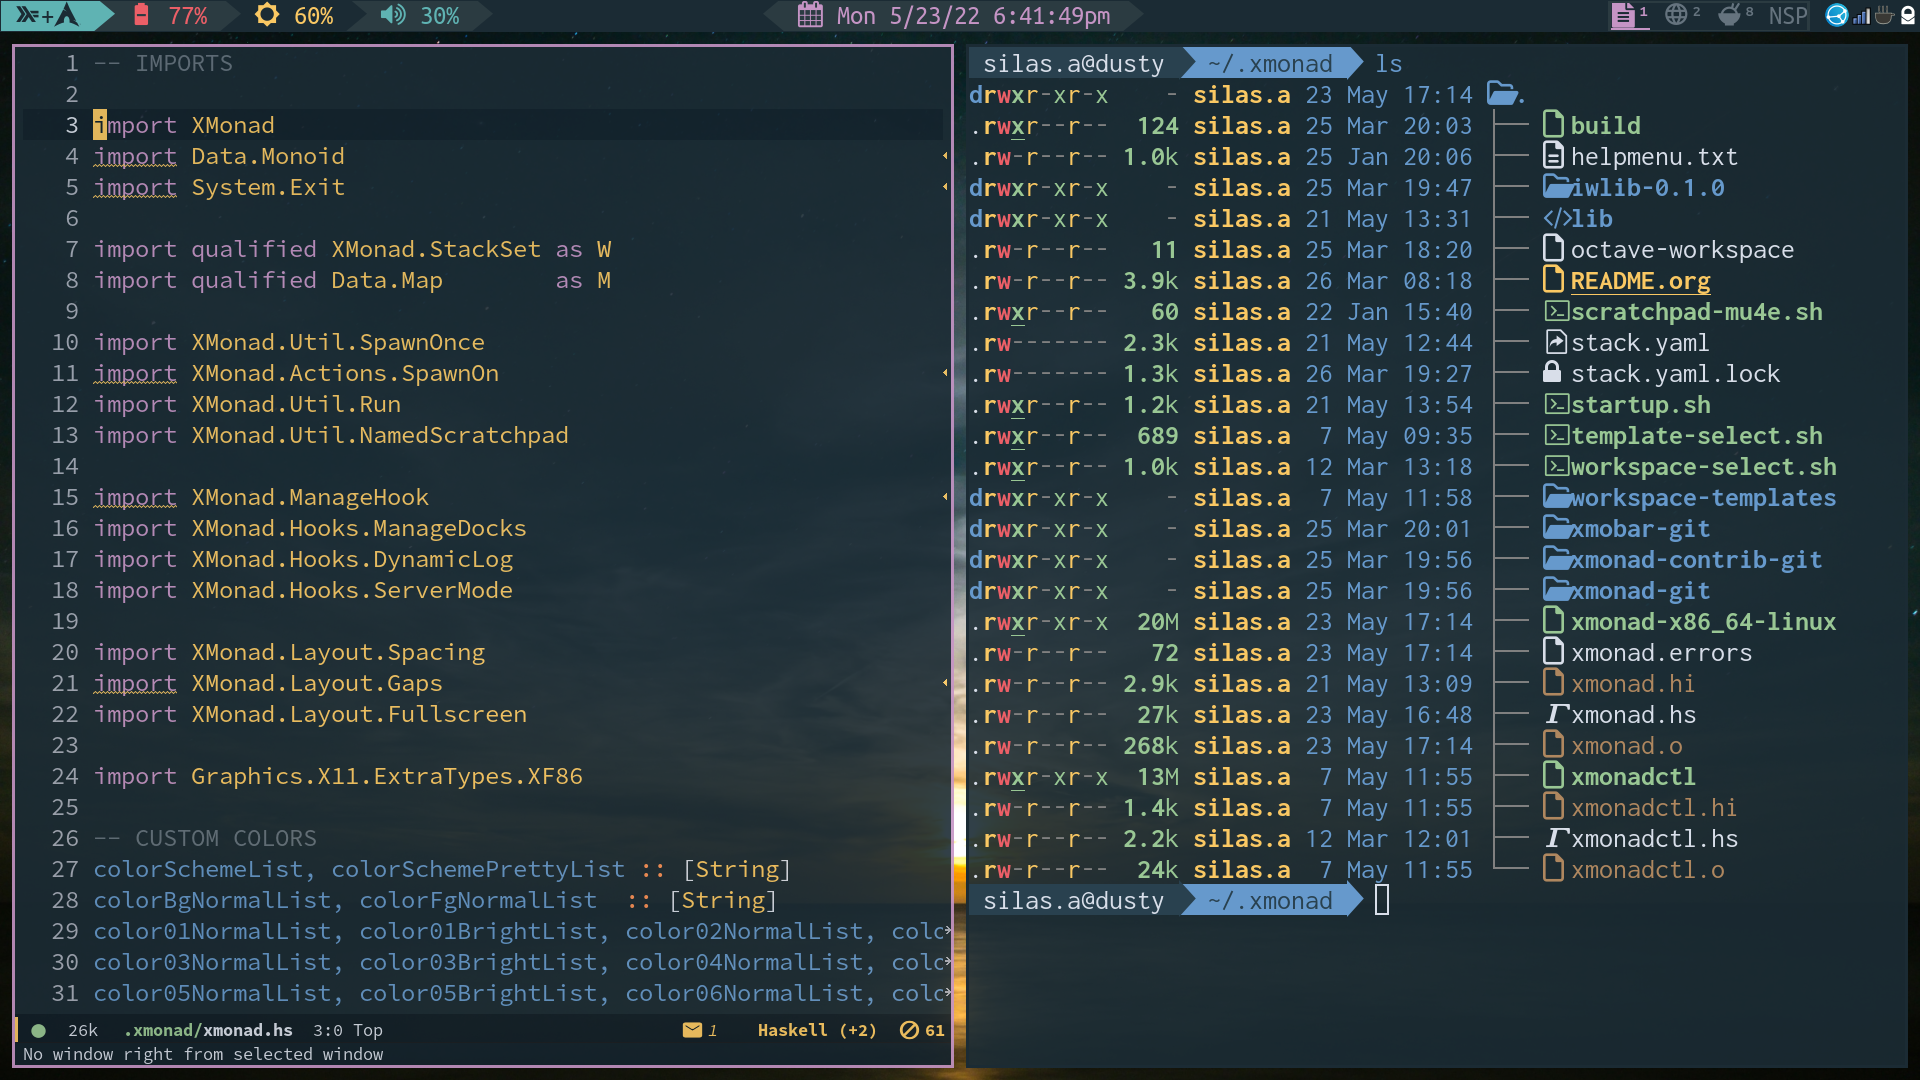 77% 60% 30% Mon 5/23/22 6:41:49pm 1 2 8 NSP
1 -- IMPORTS
2
3 import XMonad
4 import Data.Monoid
5 import System.Exit
6
7 import qualified XMonad.StackSet as W
8 import qualified Data.Map        as M
9
10 import XMonad.Util.SpawnOnce
11 import XMonad.Actions.SpawnOn
12 import XMonad.Util.Run
13 import XMonad.Util.NamedScratchpad
14
15 import XMonad.ManageHook
16 import XMonad.Hooks.ManageDocks
17 import XMonad.Hooks.DynamicLog
18 import XMonad.Hooks.ServerMode
19
20 import XMonad.Layout.Spacing
21 import XMonad.Layout.Gaps
22 import XMonad.Layout.Fullscreen
23
24 import Graphics.X11.ExtraTypes.XF86
25
26 -- CUSTOM COLORS
27 colorSchemeList, colorSchemePrettyList :: [String]
28 colorBgNormalList, colorFgNormalList  :: [String]
29 color01NormalList, color01BrightList, color02NormalList, colo
30 color03NormalList, color03BrightList, color04NormalList, colo
31 color05NormalList, color05BrightList, color06NormalList, colo
26k .xmonad/xmonad.hs 3:0 Top 1 Haskell (+2) 61
No window right from selected window
silas.a@dusty ~/.xmonad ls
drwxr-xr-x    - silas.a 23 May 17:14 .
.rwxr--r--  124 silas.a 25 Mar 20:03 build
.rw-r--r-- 1.0k silas.a 25 Jan 20:06 helpmenu.txt
drwxr-xr-x    - silas.a 25 Mar 19:47 iwlib-0.1.0
drwxr-xr-x    - silas.a 21 May 13:31 lib
.rw-r--r--   11 silas.a 25 Mar 18:20 octave-workspace
.rw-r--r-- 3.9k silas.a 26 Mar 08:18 README.org
.rwxr--r--   60 silas.a 22 Jan 15:40 scratchpad-mu4e.sh
.rw------- 2.3k silas.a 21 May 12:44 stack.yaml
.rw------- 1.3k silas.a 26 Mar 19:27 stack.yaml.lock
.rwxr--r-- 1.2k silas.a 21 May 13:54 startup.sh
.rwxr--r--  689 silas.a  7 May 09:35 template-select.sh
.rwxr--r-- 1.0k silas.a 12 Mar 13:18 workspace-select.sh
drwxr-xr-x    - silas.a  7 May 11:58 workspace-templates
drwxr-xr-x    - silas.a 25 Mar 20:01 xmobar-git
drwxr-xr-x    - silas.a 25 Mar 19:56 xmonad-contrib-git
drwxr-xr-x    - silas.a 25 Mar 19:56 xmonad-git
.rwxr-xr-x  20M silas.a 23 May 17:14 xmonad-x86_64-linux
.rw-r--r--   72 silas.a 23 May 17:14 xmonad.errors
.rw-r--r-- 2.9k silas.a 21 May 13:09 xmonad.hi
.rw-r--r--  27k silas.a 23 May 16:48 xmonad.hs
.rw-r--r-- 268k silas.a 23 May 17:14 xmonad.o
.rwxr-xr-x  13M silas.a  7 May 11:55 xmonadctl
.rw-r--r-- 1.4k silas.a  7 May 11:55 xmonadctl.hi
.rw-r--r-- 2.2k silas.a 12 Mar 12:01 xmonadctl.hs
.rw-r--r--  24k silas.a  7 May 11:55 xmonadctl.o
silas.a@dusty ~/.xmonad